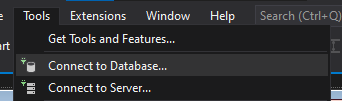 Tools Extensions Window Help Search (Ctrl+Q)
Get Tools and Features...
Connect to Database...
Connect to Server...